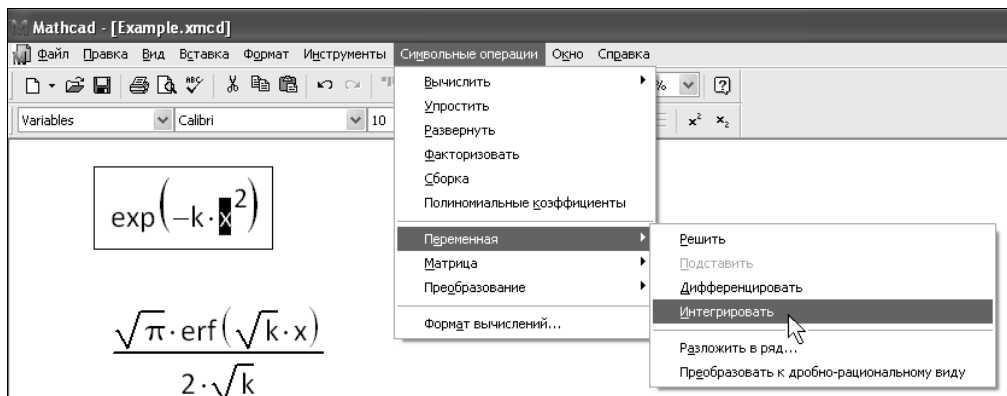 Mathcad - [Example.xmcd]
Файл Правка Вид Вставка Формат Инструменты Символьные операции Окно Справка
%
Variables Calibri 10 x² x₂
Вычислить
Упростить
Развернуть
Факторизовать
Сборка
Полиномиальные коэффициенты
Переменная
Матрица
Преобразование
Формат вычислений...
Решить
Подставить
Дифференцировать
Интегрировать
Разложить в ряд...
Преобразовать к дробно-рациональному виду
exp(-k·x²)
√π·erf(√k·x)
2·√k